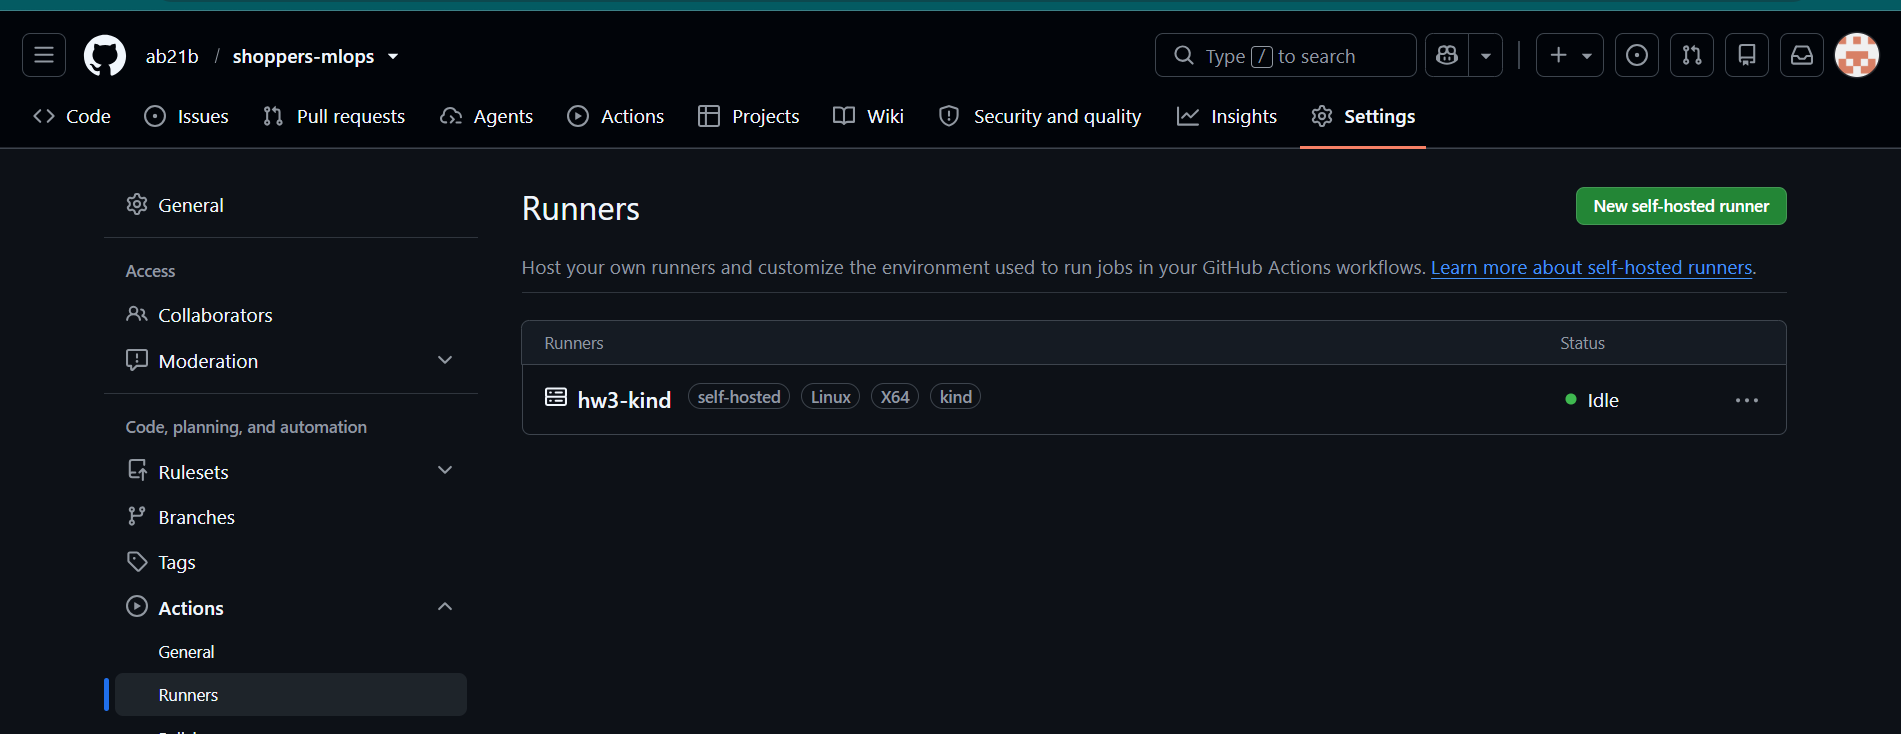 ab21b / shoppers-mlops
Type / to search
Code
Issues
Pull requests
Agents
Actions
Projects
Wiki
Security and quality
Insights
Settings
General
Access
Collaborators
Moderation
Code, planning, and automation
Rulesets
Branches
Tags
Actions
General
Runners
Runners
New self-hosted runner
Host your own runners and customize the environment used to run jobs in your GitHub Actions workflows. Learn more about self-hosted runners.
Runners Status
hw3-kind self-hosted Linux X64 kind Idle